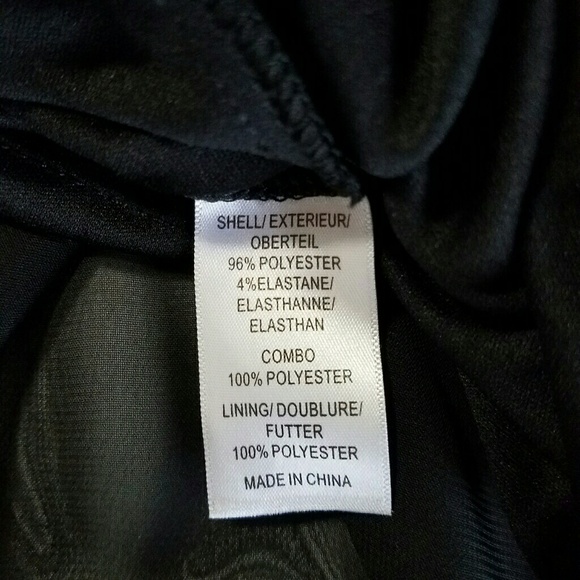 SHELL/EXTERIEUR/
OBERTEIL
96% POLYESTER
4%ELASTANE/
ELASTHANNE/
ELASTHAN
COMBO
100% POLYESTER
LINING/DOUBLURE/
FUTTER
100% POLYESTER
MADE IN CHINA